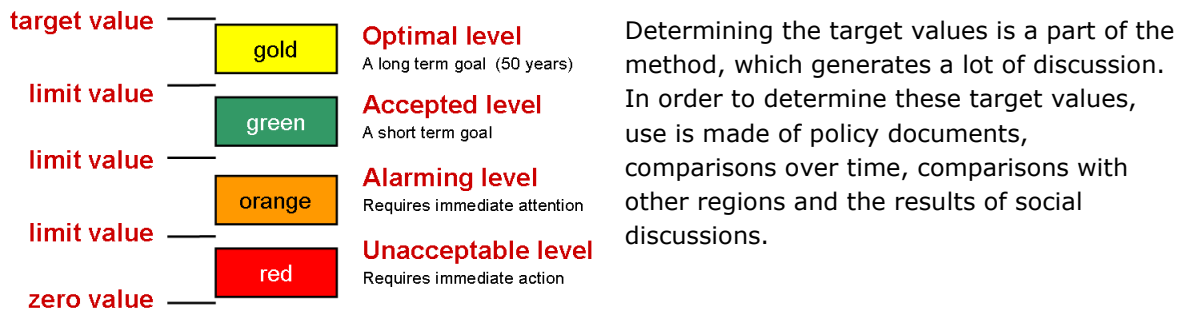 target value
gold
Optimal level
A long term goal (50 years)
limit value
green
Accepted level
A short term goal
limit value
orange
Alarming level
Requires immediate attention
limit value
red
Unacceptable level
Requires immediate action
zero value
Determining the target values is a part of the
method, which generates a lot of discussion.
In order to determine these target values,
use is made of policy documents,
comparisons over time, comparisons with
other regions and the results of social
discussions.